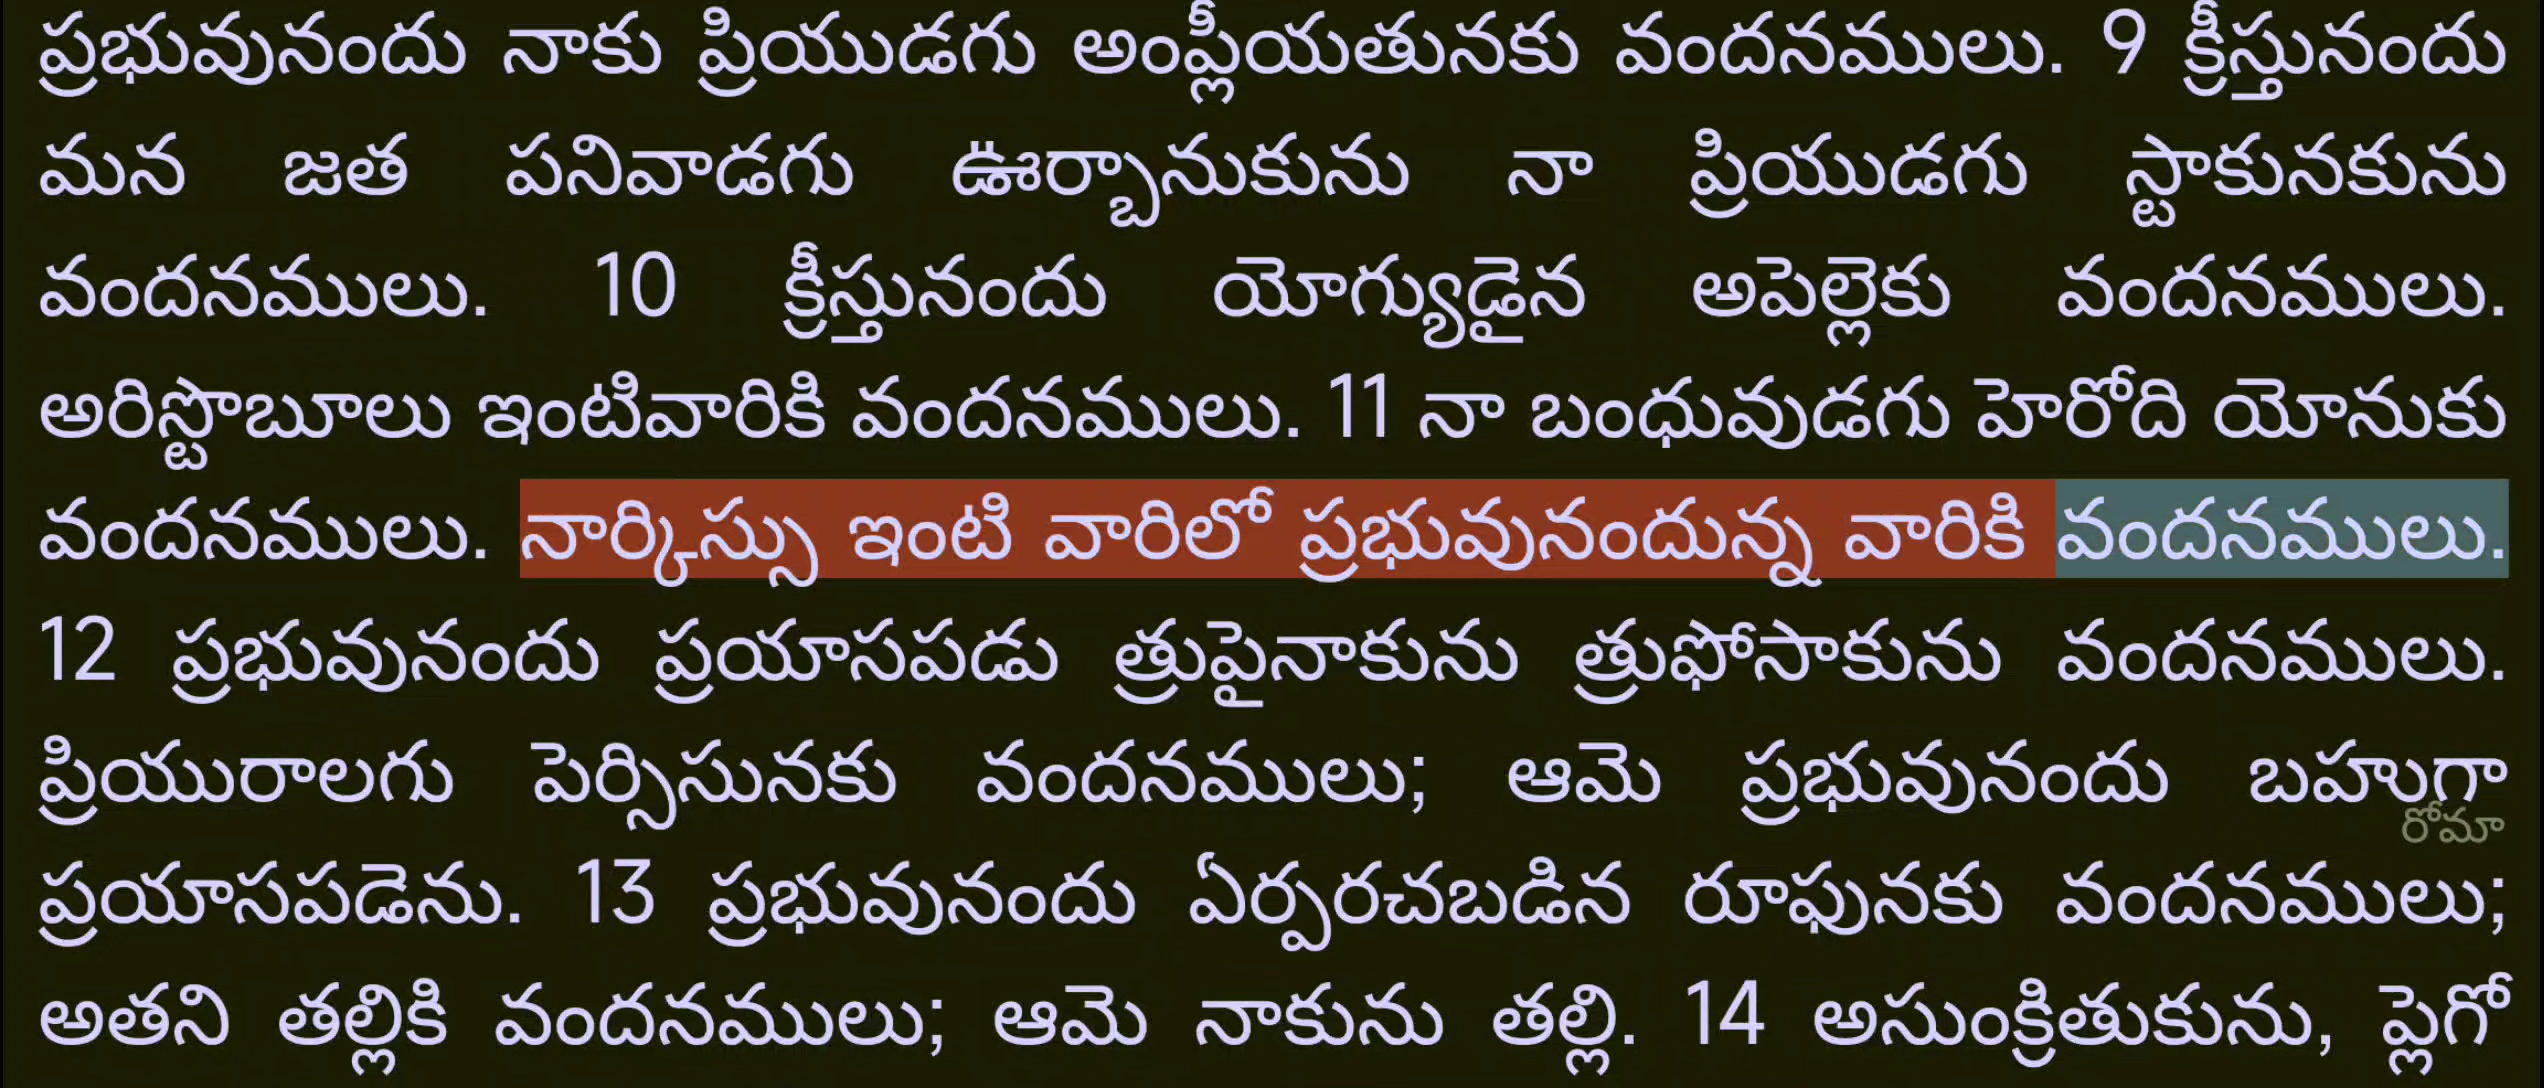 ప్రభువునందు నాకు ప్రియుడగు అంప్లీయతునకు వందనములు. 9 క్రీస్తునందు
మన జత పనివాడగు ఊర్బానుకును నా ప్రియుడగు స్టాకునకును
వందనములు. 10 క్రీస్తునందు యోగ్యుడైన అపెల్లెకు వందనములు.
అరిస్టొబూలు ఇంటివారికి వందనములు. 11 నా బంధువుడగు హెరోది యోనుకు
వందనములు. నార్కిస్సు ఇంటి వారిలో ప్రభువునందున్న వారికి వందనములు.
12 ప్రభువునందు ప్రయాసపడు త్రుపైనాకును త్రుఫోసాకును వందనములు.
ప్రియురాలగు పెర్సిసునకు వందనములు; ఆమె ప్రభువునందు బహుగా
రోమా
ప్రయాసపడెను. 13 ప్రభువునందు ఏర్పరచబడిన రూఫునకు వందనములు;
అతని తల్లికి వందనములు; ఆమె నాకును తల్లి. 14 అసుంక్రితుకును, ప్లెగో